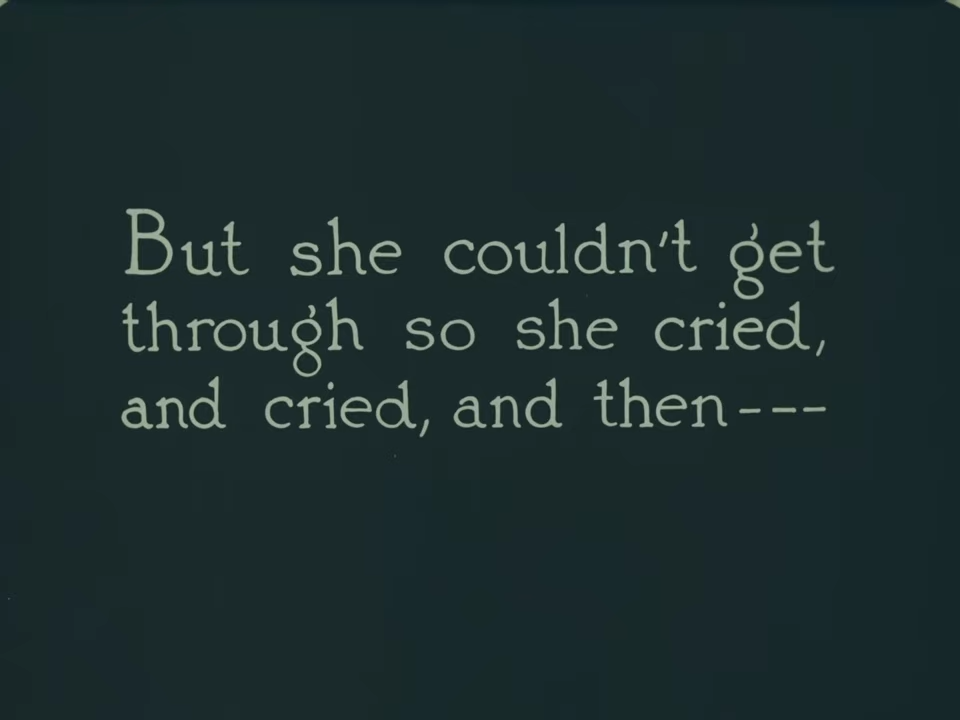 But she couldn't get
through so she cried,
and cried, and then---